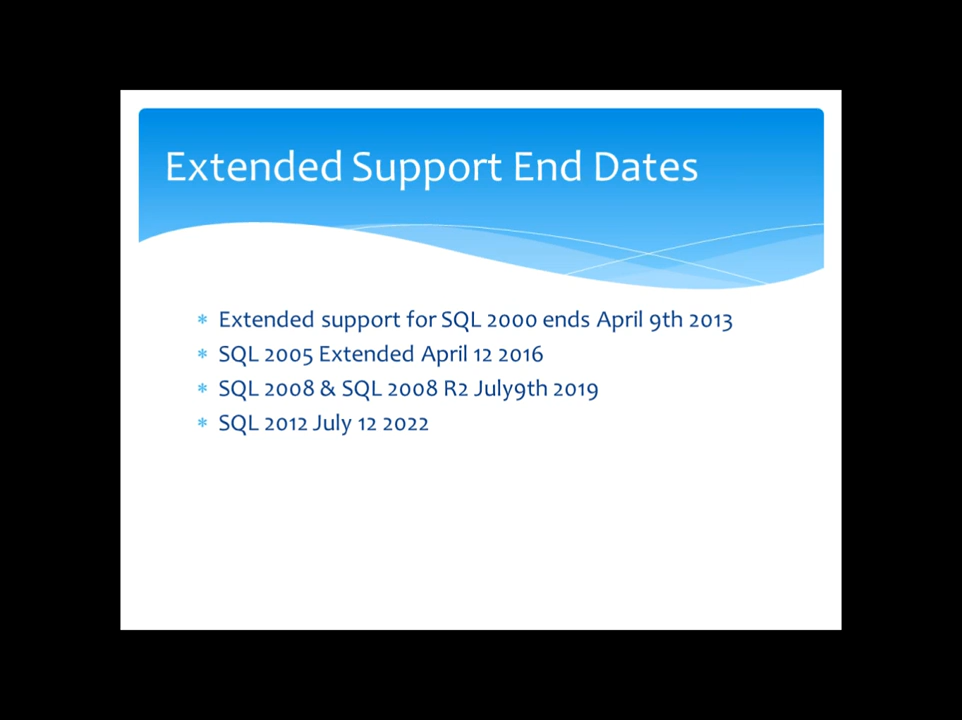 Extended Support End Dates
* Extended support for SQL 2000 ends April 9th 2013
* SQL 2005 Extended April 12 2016
* SQL 2008 & SQL 2008 R2 July9th 2019
* SQL 2012 July 12 2022